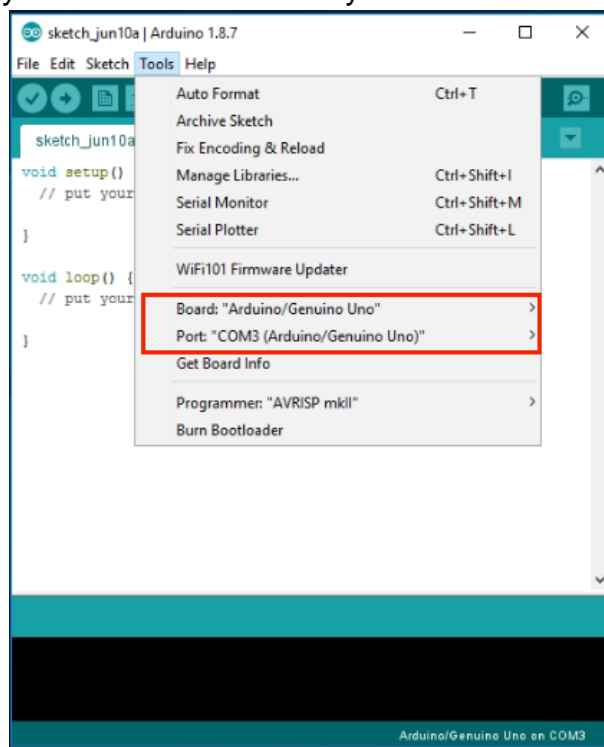 sketch_jun10a | Arduino 1.8.7
File Edit Sketch Tools Help
Auto Format Ctrl+T
Archive Sketch
sketch_jun10a
Fix Encoding & Reload
void setup()
Manage Libraries... Ctrl+Shift+I
// put your
Serial Monitor Ctrl+Shift+M
}
Serial Plotter Ctrl+Shift+L
WiFi101 Firmware Updater
void loop() {
// put your
Board: "Arduino/Genuino Uno"
}
Port: "COM3 (Arduino/Genuino Uno)"
Get Board Info
Programmer: "AVRISP mkII"
Burn Bootloader
Arduino/Genuino Uno on COM3